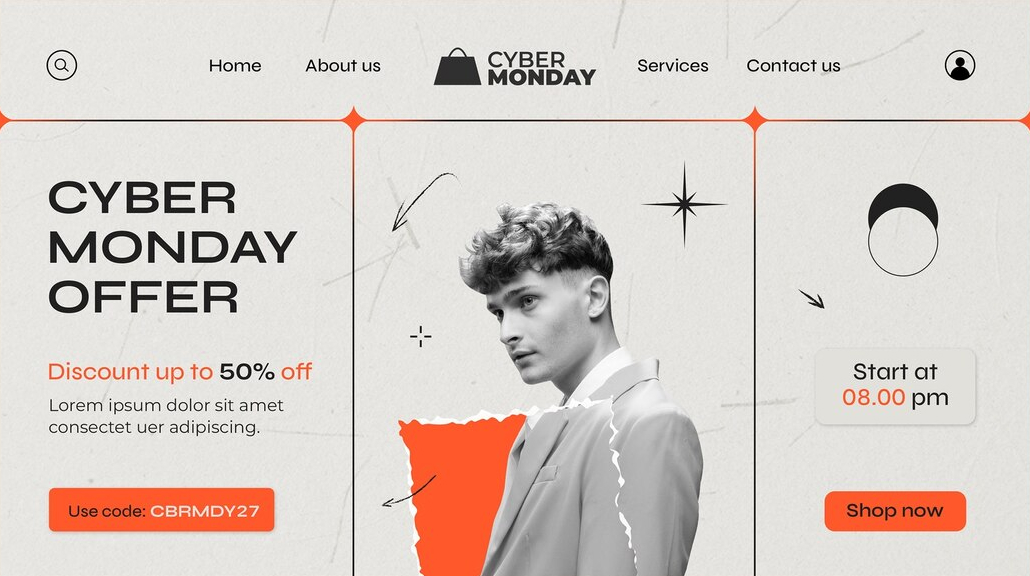 Home
About us
CYBER
MONDAY
Services
Contact us
CYBER
MONDAY
OFFER
Discount up to 50% off
Lorem ipsum dolor sit amet
consectet uer adipiscing.
Use code: CBRMDY27
Start at
08.00 pm
Shop now